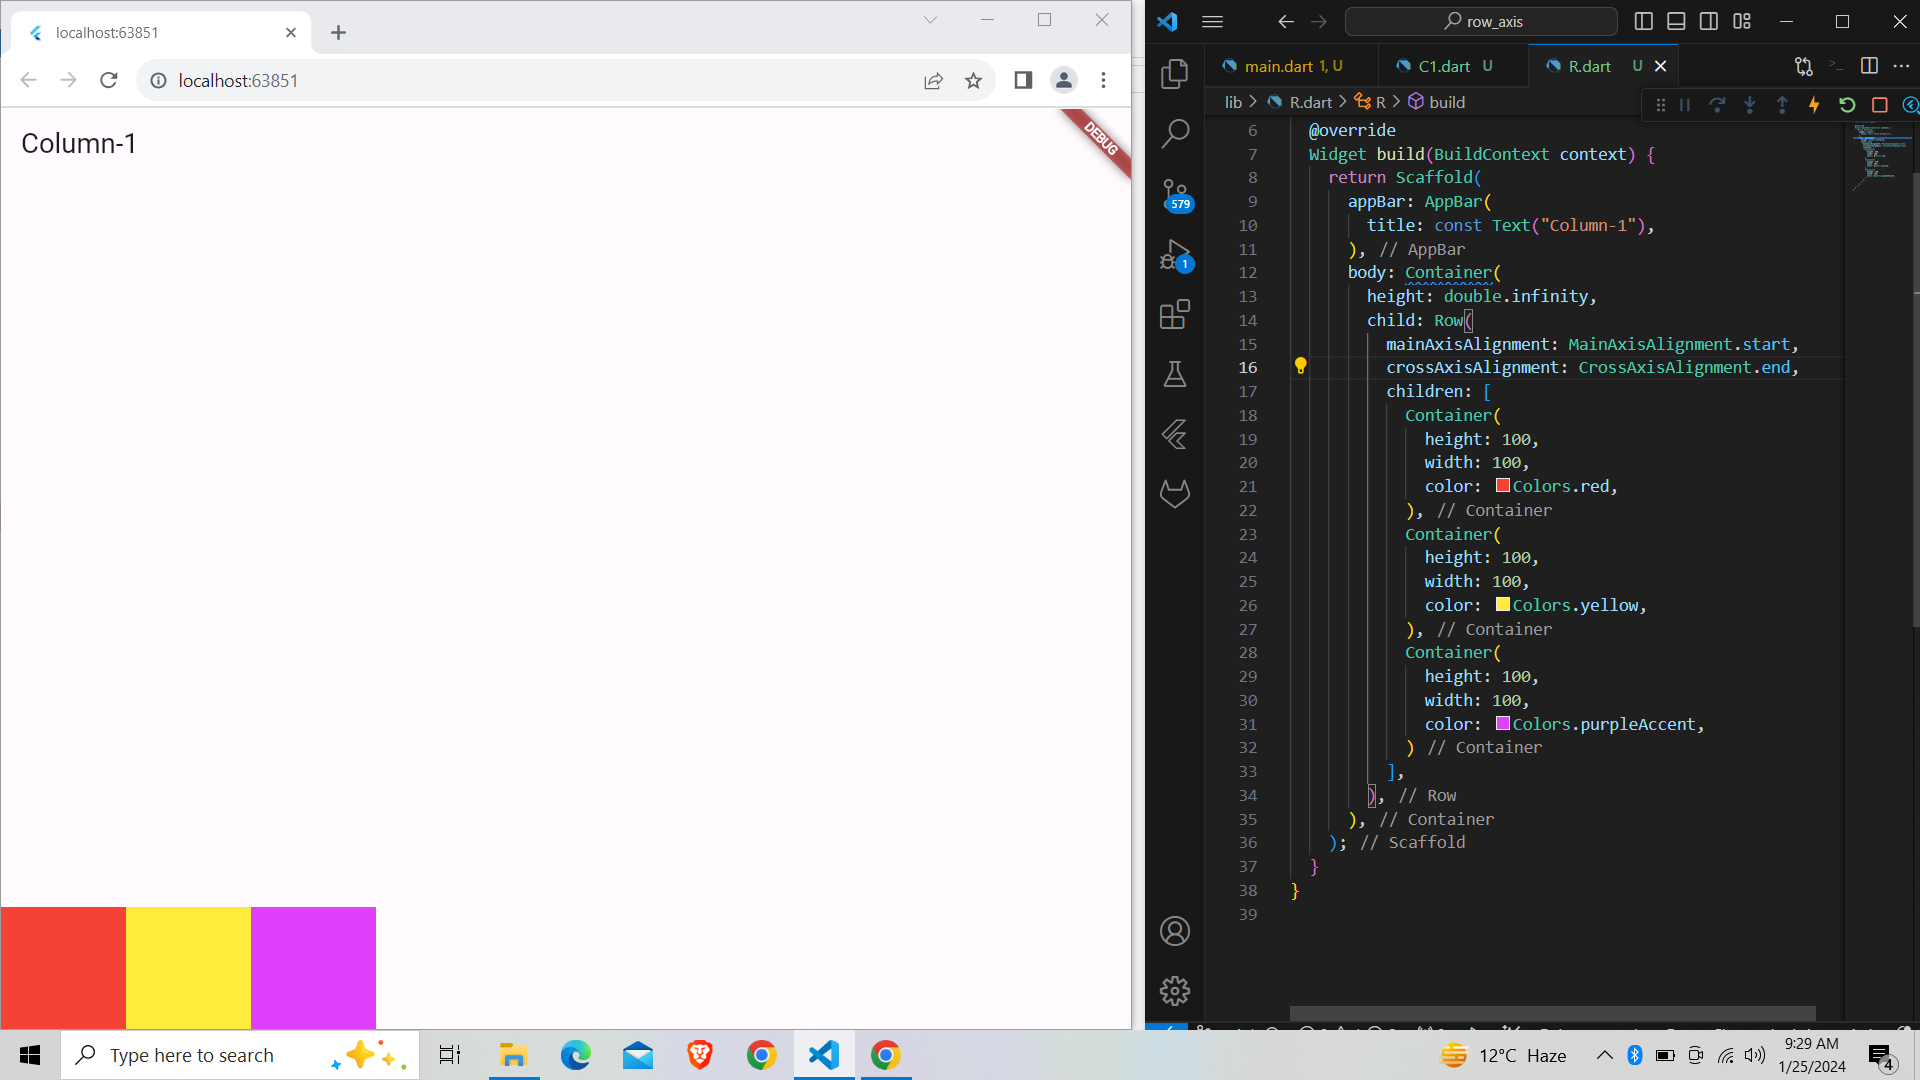 localhost:63851
localhost:63851
Column-1
DEBUG
row_axis
main.dart 1, U
C1.dart U
R.dart U
lib > R.dart > R > build
6 @override
7 Widget build(BuildContext context) {
8 return Scaffold(
9 appBar: AppBar(
10 title: const Text("Column-1"),
11 ), // AppBar
12 body: Container(
13 height: double.infinity,
14 child: Row(
15 mainAxisAlignment: MainAxisAlignment.start,
16 crossAxisAlignment: CrossAxisAlignment.end,
17 children: [
18 Container(
19 height: 100,
20 width: 100,
21 color: Colors.red,
22 ), // Container
23 Container(
24 height: 100,
25 width: 100,
26 color: Colors.yellow,
27 ), // Container
28 Container(
29 height: 100,
30 width: 100,
31 color: Colors.purpleAccent,
32 ) // Container
33 ],
34 ), // Row
35 ), // Container
36 ); // Scaffold
37 }
38 }
39
579
1
Type here to search
12°C Haze
9:29 AM
1/25/2024
4